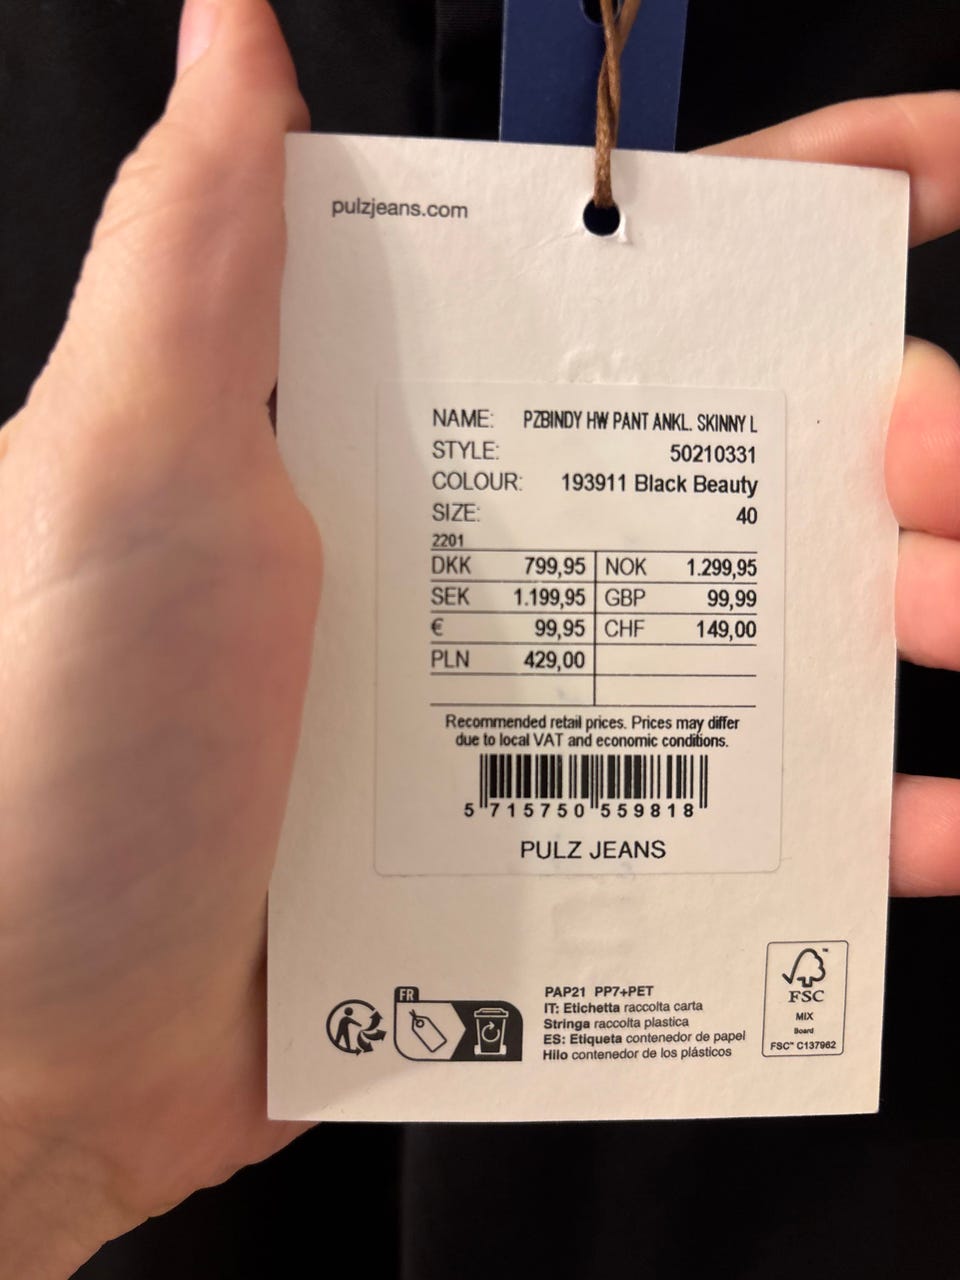 pulzjeans.com
NAME: PZBINDY HW PANT ANKL. SKINNY L
STYLE: 50210331
COLOUR: 193911 Black Beauty
SIZE: 40
2201
DKK 799,95 NOK 1.299,95
SEK 1.199,95 GBP 99,99
€ 99,95 CHF 149,00
PLN 429,00
Recommended retail prices. Prices may differ
due to local VAT and economic conditions.
5 715750 559818
PULZ JEANS
FR
PAP21 PP7+PET
IT: Etichetta raccolta carta
Stringa raccolta plastica
ES: Etiqueta contenedor de papel
Hilo contenedor de los plásticos
FSC
MIX
Board
FSC™ C137962